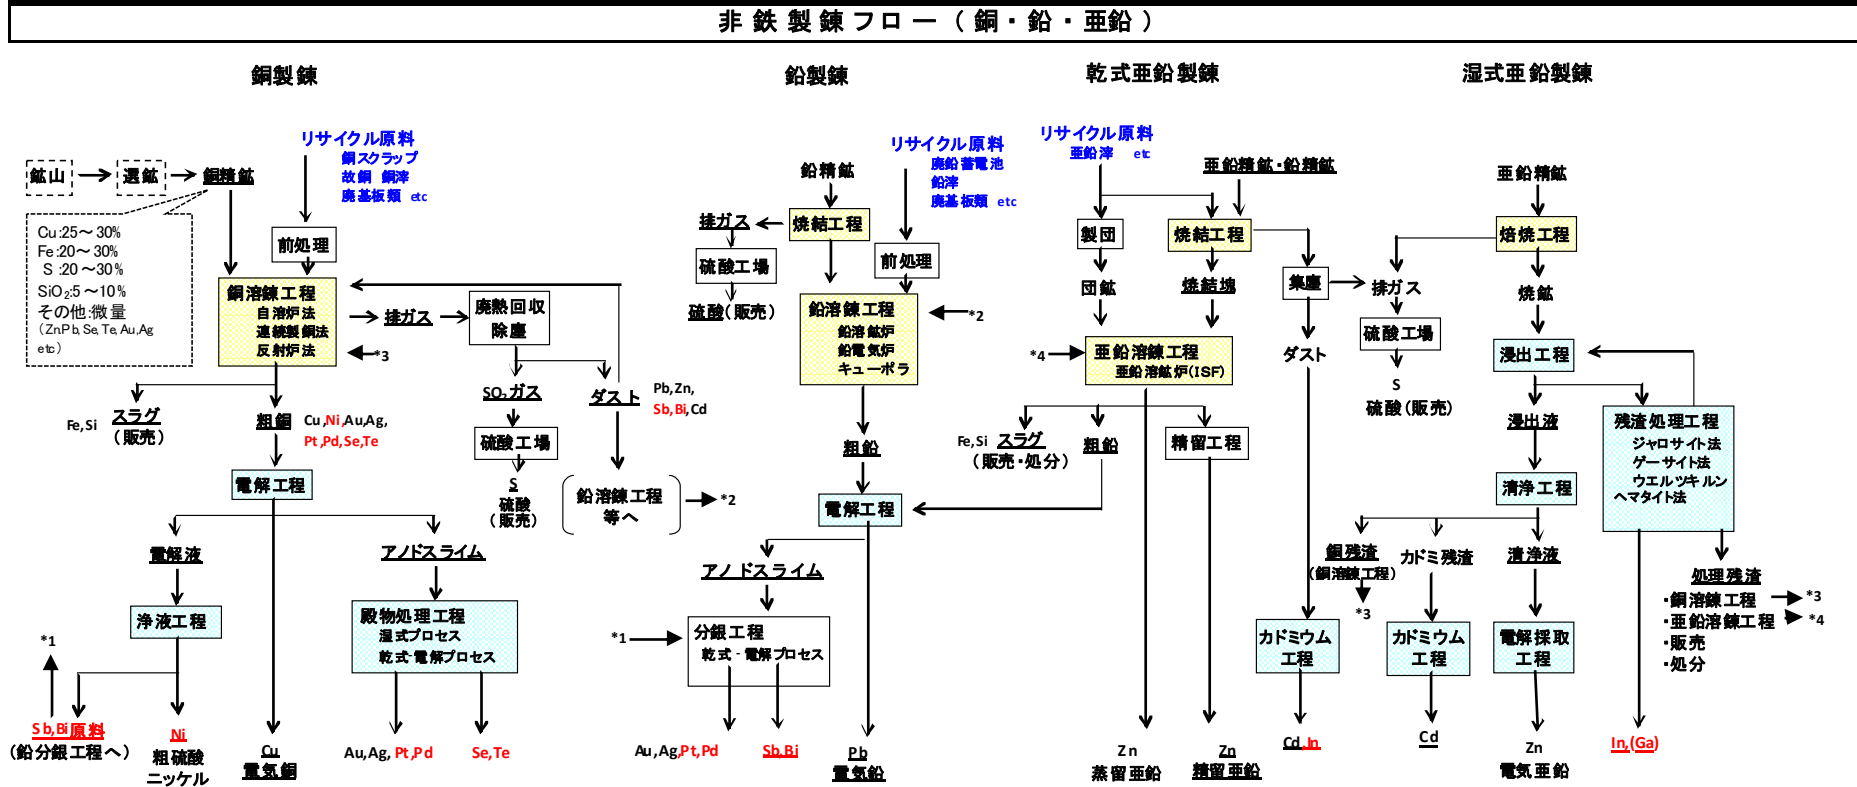 非鉄製錬フロー(銅・鉛・亜鉛)
銅製錬
鉛製錬
乾式亜鉛製錬
湿式亜鉛製錬
鉱山
選鉱
銅精鉱
リサイクル原料
銅スクラップ
故銅 銅滓
廃基板類 etc
Cu:25〜30%
Fe:20〜30%
S:20〜30%
SiO₂:5〜10%
その他:微量
(Zn Pb, Se, Te, Au,Ag
etc)
前処理
銅溶錬工程
自溶炉法
連続製銅法
反射炉法
*3
排ガス
廃熱回収
除塵
SO₂ガス
ダスト
Pb,Zn,
Sb,Bi,Cd
硫酸工場
S
硫酸
(販売)
鉛溶錬工程
等へ
*2
Fe,Si
スラグ
(販売)
粗銅
Cu,Ni,Au,Ag,
Pt,Pd,Se,Te
電解工程
電解液
アノドスライム
浄液工程
*1
Sb,Bi原料
(鉛分銀工程へ)
Ni
粗硫酸
ニッケル
Cu
電気銅
殿物処理工程
湿式プロセス
乾式-電解プロセス
Au,Ag,Pt,Pd
Se,Te
鉛精鉱
リサイクル原料
廃鉛蓄電池
鉛滓
廃基板類 etc
焼結工程
排ガス
硫酸工場
硫酸(販売)
前処理
鉛溶錬工程
鉛溶鉱炉
鉛電気炉
キューポラ
*2
粗鉛
電解工程
アノドスライム
*1
分銀工程
乾式-電解プロセス
Au,Ag,Pt,Pd
Sb,Bi
Pb
電気鉛
リサイクル原料
亜鉛滓 etc
亜鉛精鉱・鉛精鉱
製団
焼結工程
団鉱
焼結塊
集塵
ダスト
*4
亜鉛溶錬工程
亜鉛溶鉱炉(ISF)
Fe,Si
スラグ
(販売・処分)
粗鉛
精留工程
Zn
蒸留亜鉛
Zn
精留亜鉛
カドミウム
工程
Cd,In
亜鉛精鉱
焙焼工程
排ガス
硫酸工場
S
硫酸(販売)
焼鉱
浸出工程
浸出液
残渣処理工程
ジャロサイト法
ゲーサイト法
ウエルツキルン
ヘマタイト法
清浄工程
銅残渣
(銅溶錬工程)
*3
カドミ残渣
清浄液
カドミウム
工程
Cd
電解採取
工程
Zn
電気亜鉛
In,(Ga)
処理残渣
・銅溶錬工程
*3
・亜鉛溶錬工程
*4
・販売
・処分